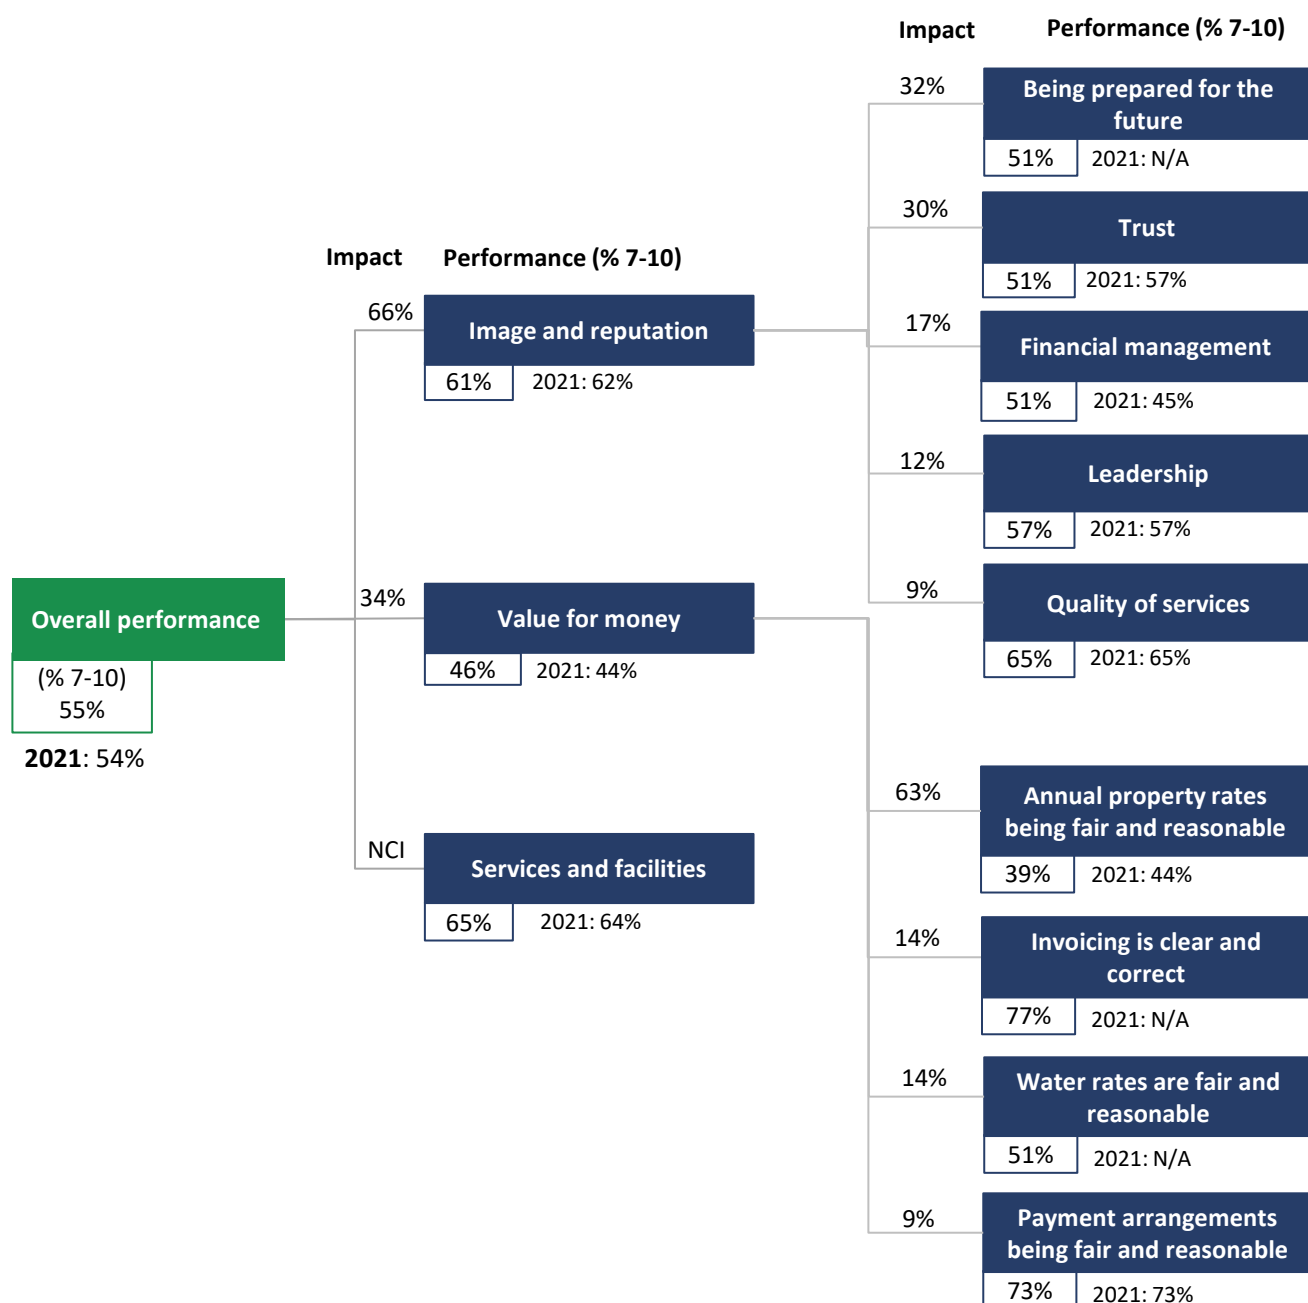 Impact
Performance (% 7-10)
32%
Being prepared for the
future
51%
2021: N/A
30%
Trust
51%
2021: 57%
Impact
Performance (% 7-10)
66%
Image and reputation
61%
2021: 62%
17%
Financial management
51%
2021: 45%
12%
Leadership
57%
2021: 57%
9%
Quality of services
65%
2021: 65%
Overall performance
(% 7-10)
55%
2021: 54%
34%
Value for money
46%
2021: 44%
NCI
Services and facilities
65%
2021: 64%
63%
Annual property rates
being fair and reasonable
39%
2021: 44%
14%
Invoicing is clear and
correct
77%
2021: N/A
14%
Water rates are fair and
reasonable
51%
2021: N/A
9%
Payment arrangements
being fair and reasonable
73%
2021: 73%